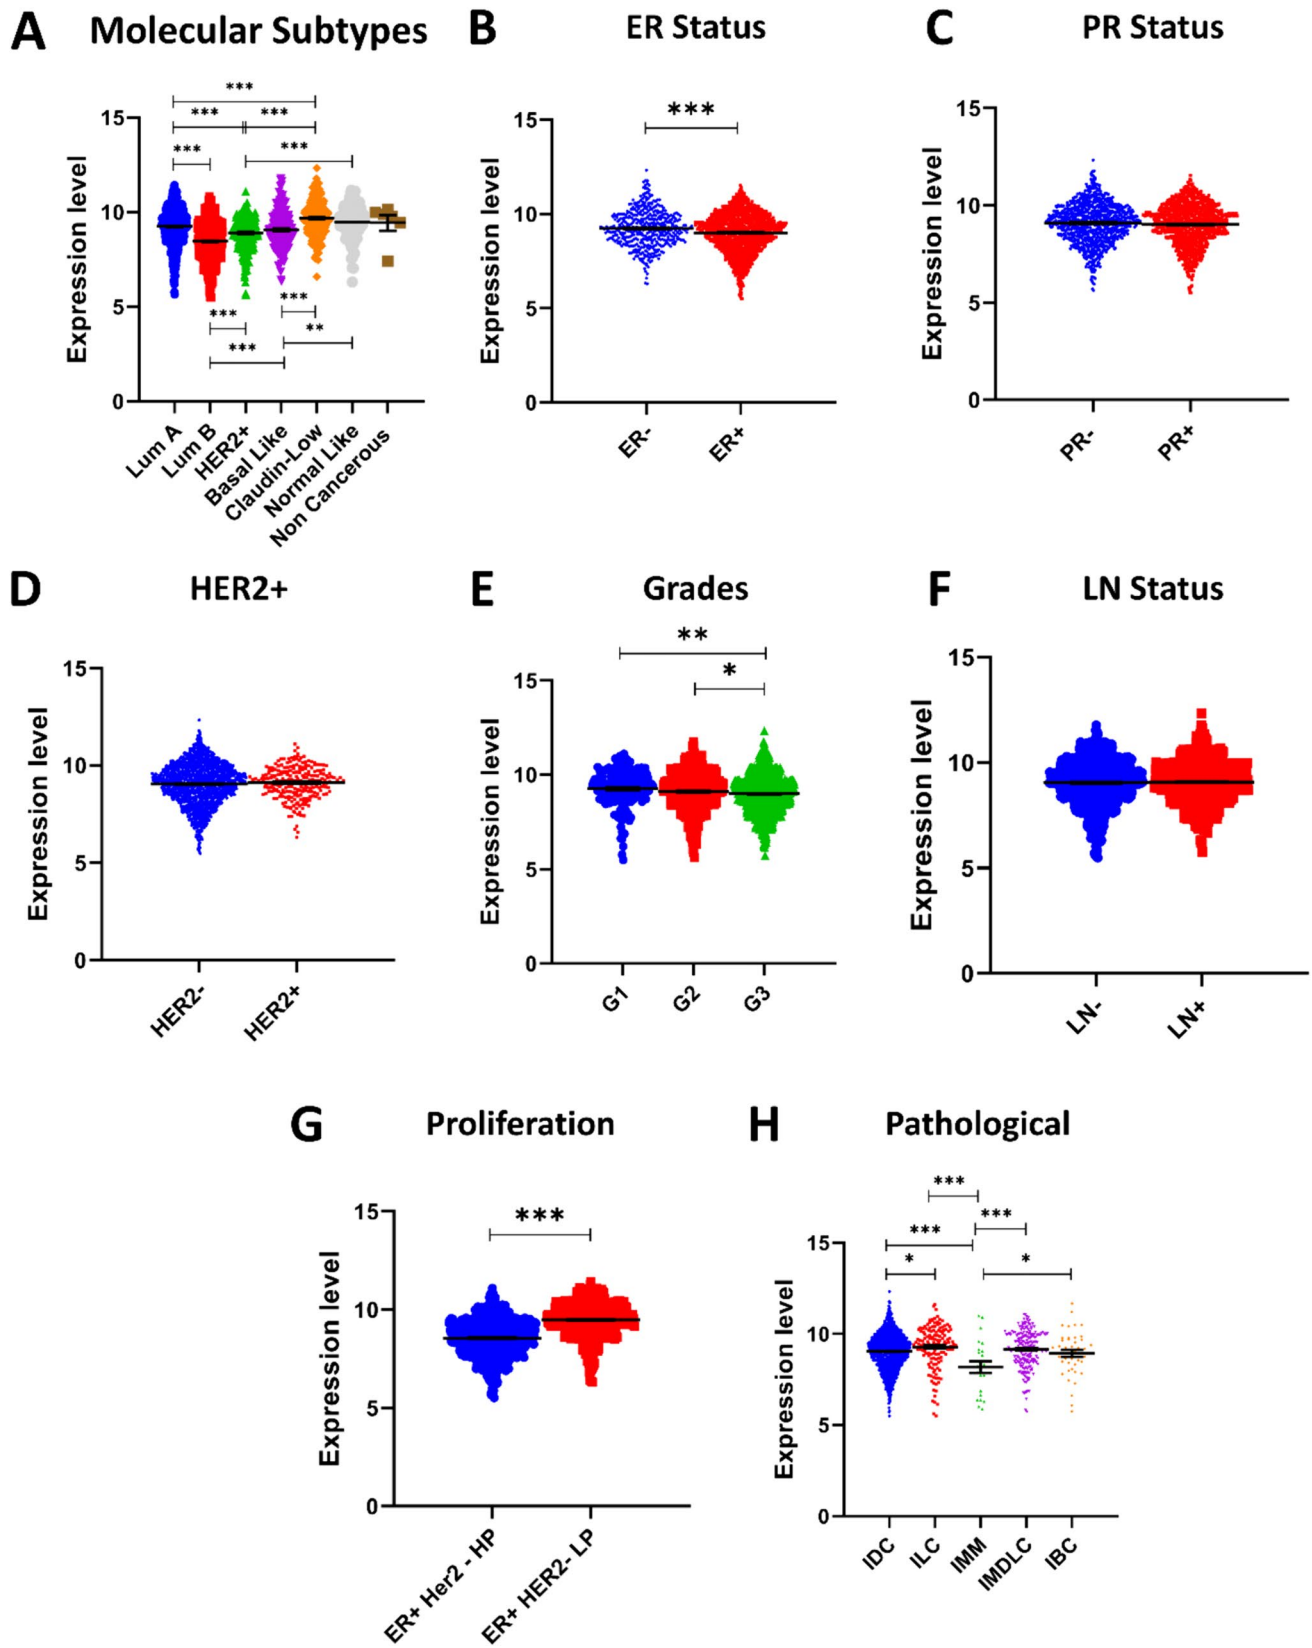 A Molecular Subtypes
***
*** ***
***
***
15
10
5
0
Expression level
***
***
**
***
Lum A
Lum B
HER2+
Basal Like
Claudin-Low
Normal Like
Non Cancerous
B ER Status
***
15
10
5
0
Expression level
ER-
ER+
C PR Status
15
10
5
0
Expression level
PR-
PR+
D HER2+
15
10
5
0
Expression level
HER2-
HER2+
E Grades
**
*
15
10
5
0
Expression level
G1
G2
G3
F LN Status
15
10
5
0
Expression level
LN-
LN+
G Proliferation
***
15
10
5
0
Expression level
ER+ Her2 - HP
ER+ HER2- LP
H Pathological
***
***
***
*
*
15
10
5
0
Expression level
IDC
ILC
IMM
IMDLC
IBC